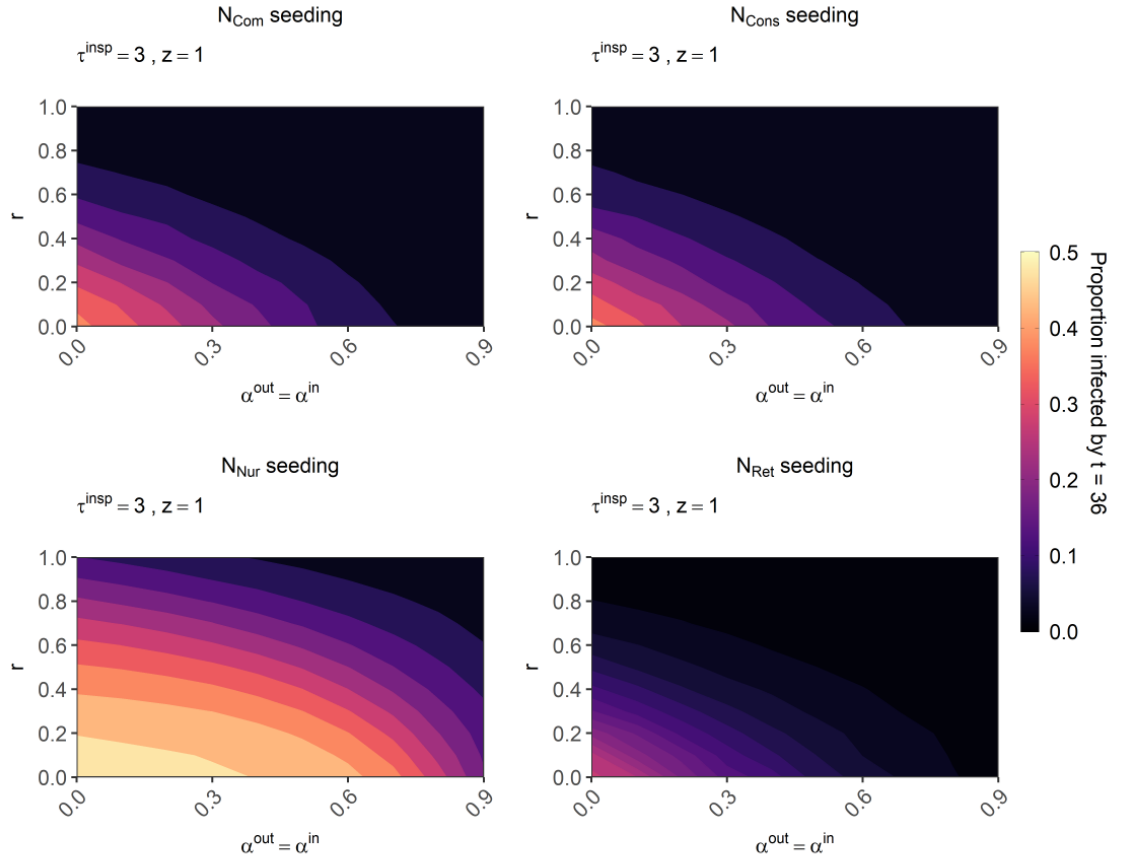 N_Com seeding
τ^insp = 3 , z = 1
1.0
0.8
0.6
0.4
0.2
0.0
r
0.0 0.3 0.6 0.9
α^out = α^in
N_Cons seeding
τ^insp = 3 , z = 1
1.0
0.8
0.6
0.4
0.2
0.0
r
0.0 0.3 0.6 0.9
α^out = α^in
N_Nur seeding
τ^insp = 3 , z = 1
1.0
0.8
0.6
0.4
0.2
0.0
r
0.0 0.3 0.6 0.9
α^out = α^in
N_Ret seeding
τ^insp = 3 , z = 1
1.0
0.8
0.6
0.4
0.2
0.0
r
0.0 0.3 0.6 0.9
α^out = α^in
0.5
0.4
0.3
0.2
0.1
0.0
Proportion infected by t = 36